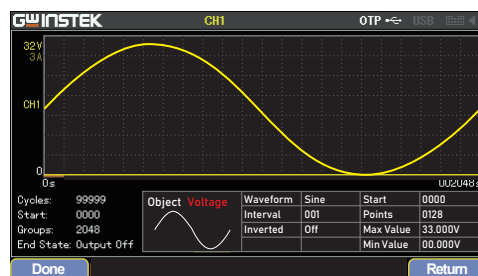 GWINSTEK CH1 OTP USB
32V
3A
CH1
0
0s 002048s
Cycles: 99999
Start: 0000
Groups: 2048
End State: Output Off
Object Voltage
Waveform Sine Start 0000
Interval 001 Points 0128
Inverted Off Max Value 33.000V
Min Value 00.000V
Done Return